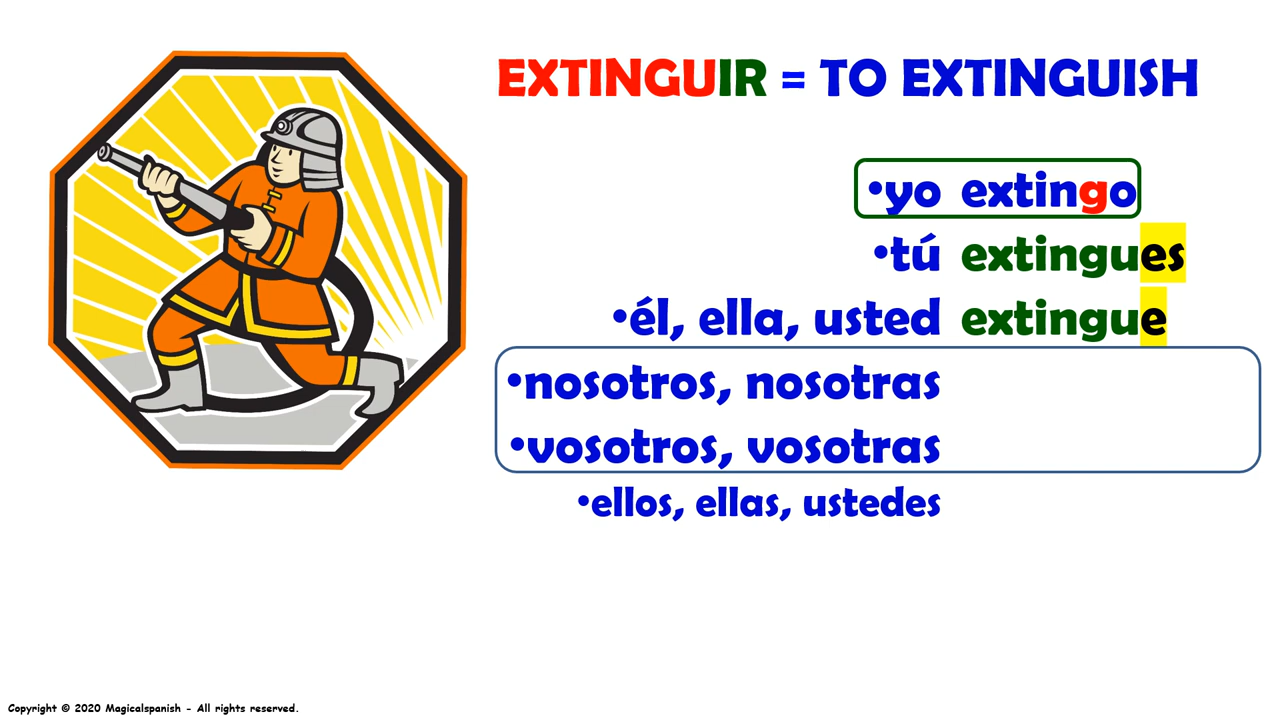 EXTINGUIR = TO EXTINGUISH
•yo extingo
•tú extingues
•él, ella, usted extingue
•nosotros, nosotras
•vosotros, vosotras
•ellos, ellas, ustedes
Copyright © 2020 Magicalspanish - All rights reserved.